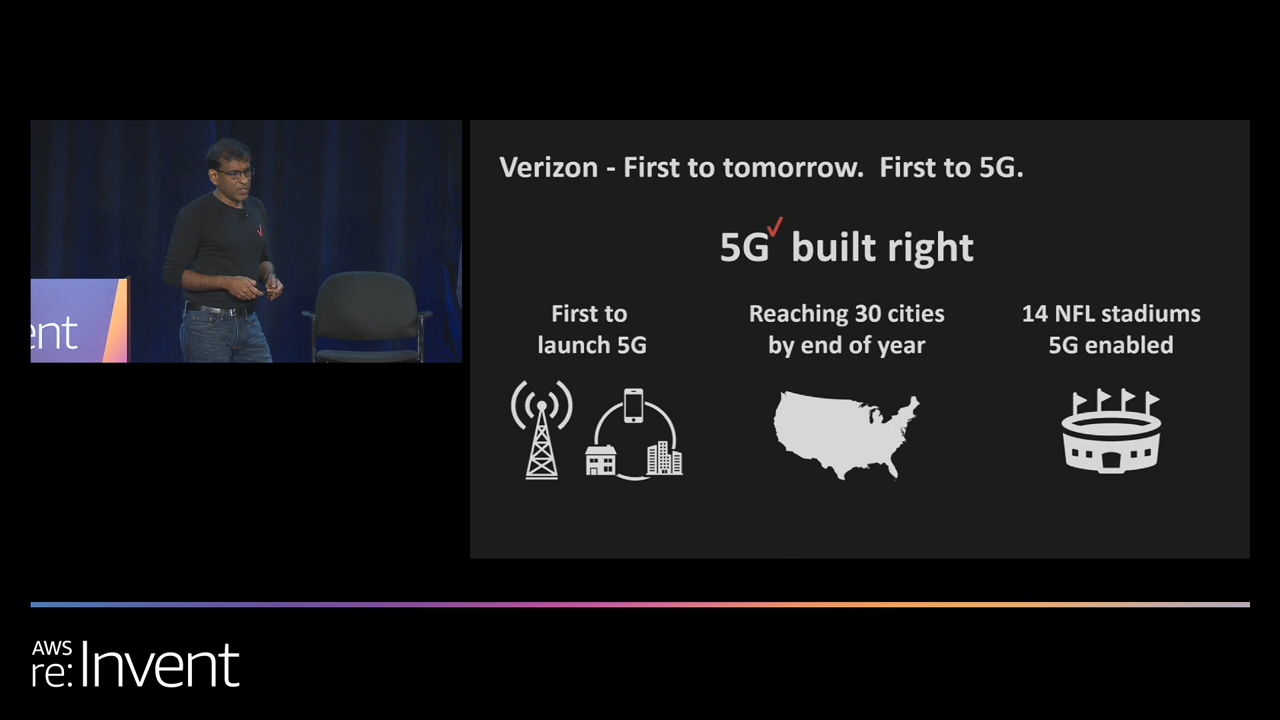 Verizon - First to tomorrow. First to 5G.
5G✓ built right
First to
launch 5G
Reaching 30 cities
by end of year
14 NFL stadiums
5G enabled
ent
AWS
re:Invent